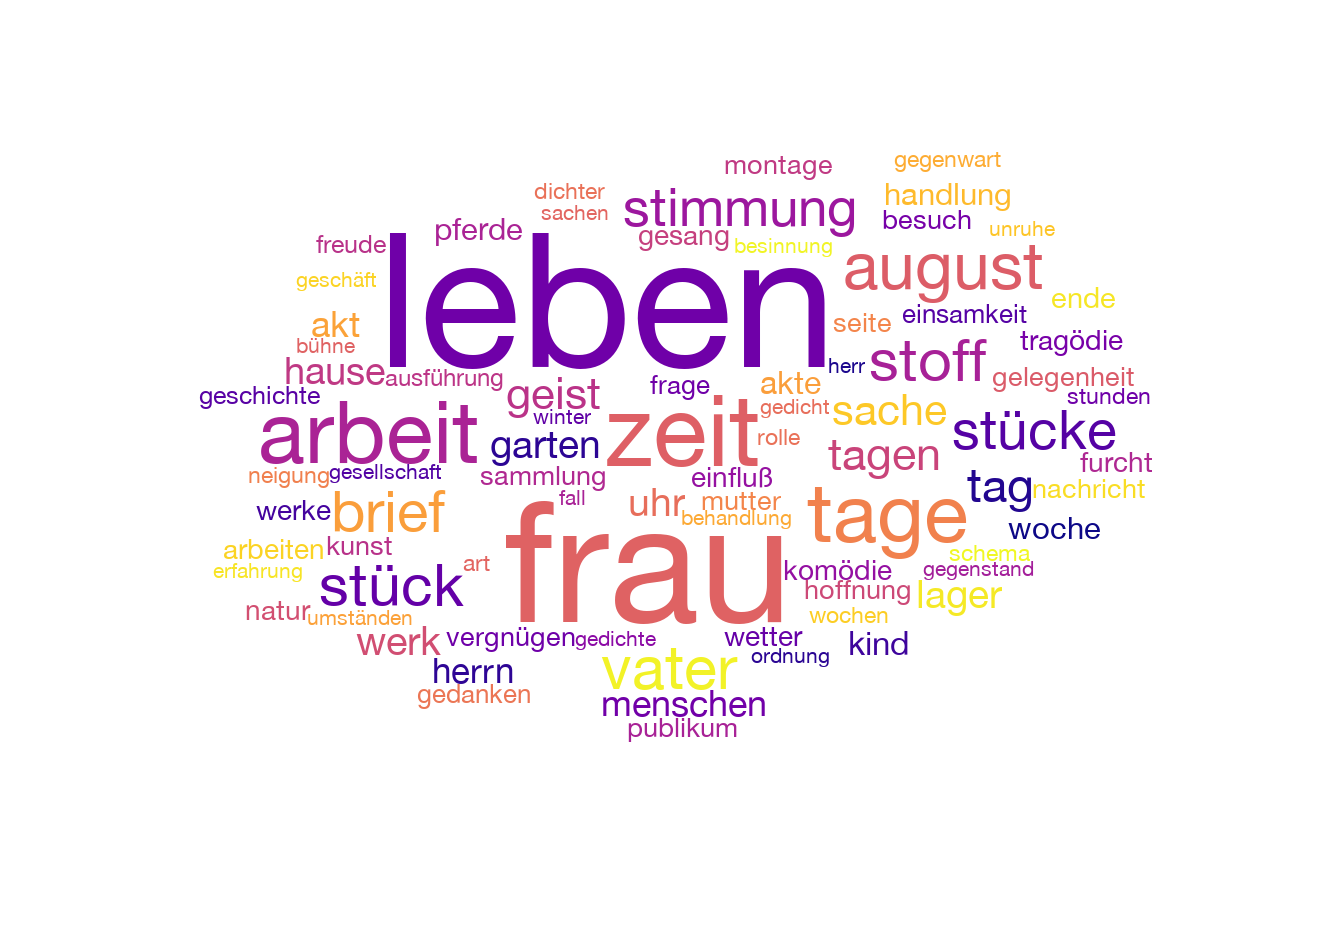 gegenwart
montage
dichter
handlung
sachen
stimmung
besuch
pferde
unruhe
freude
gesang
besinnung
leben
august
geschäft
ende
einsamkeit
akt
seite
tragödie
bühne
stoff
herr
hause
ausführung
frage
akte
gelegenheit
geschichte
geist
stunden
gedicht
sache
winter
arbeit
zeit
rolle
stücke
garten
tagen
furcht
neigung
gesellschaft
sammlung
einfluß
tag
nachricht
fall
uhr
mutter
brief
tage
werke
behandlung
woche
frau
arbeiten
kunst
schema
art
komödie
gegenstand
erfahrung
stück
hoffnung
lager
natur
umständen
wochen
werk
vergnügen
gedichte
wetter
kind
ordnung
vater
herrn
gedanken
menschen
publikum